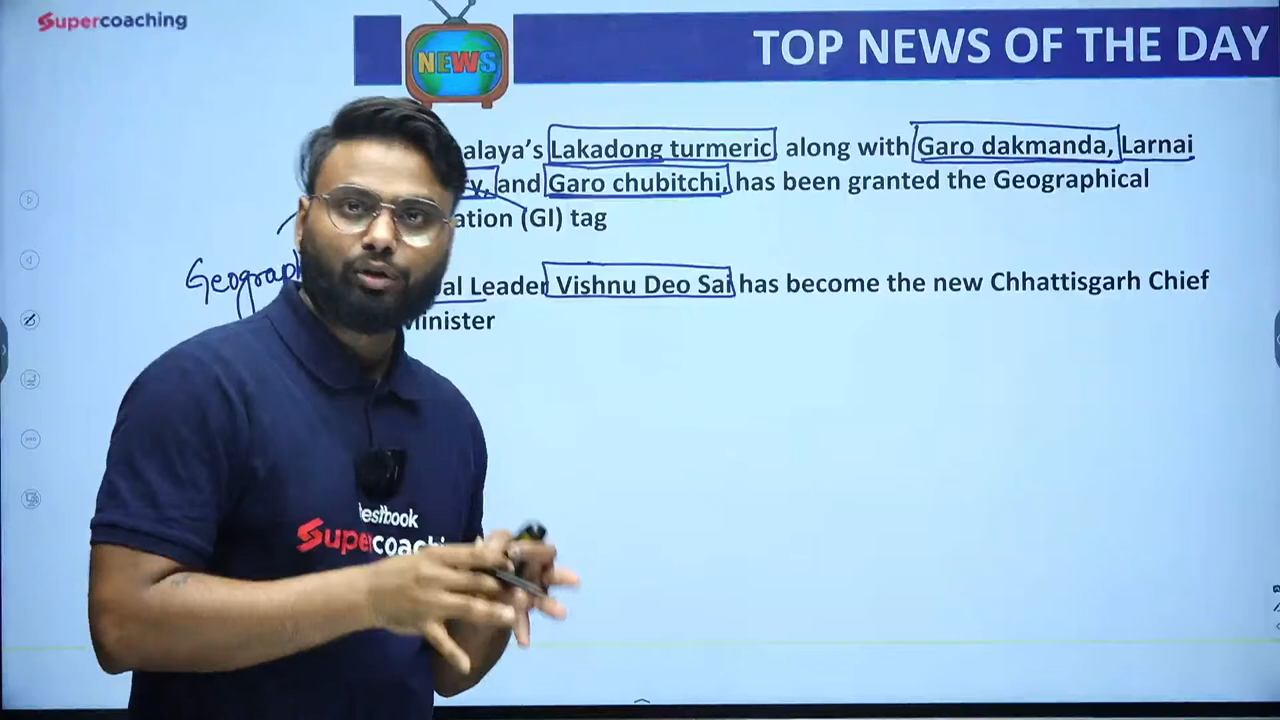 Supercoaching
NEWS
TOP NEWS OF THE DAY
alaya's Lakadong turmeric along with Garo dakmanda, Larnai
y, and Garo chubitchi, has been granted the Geographical
ation (GI) tag
Geograph
al Leader Vishnu Deo Sai has become the new Chhattisgarh Chief
Minister
testbook
Supercoachi